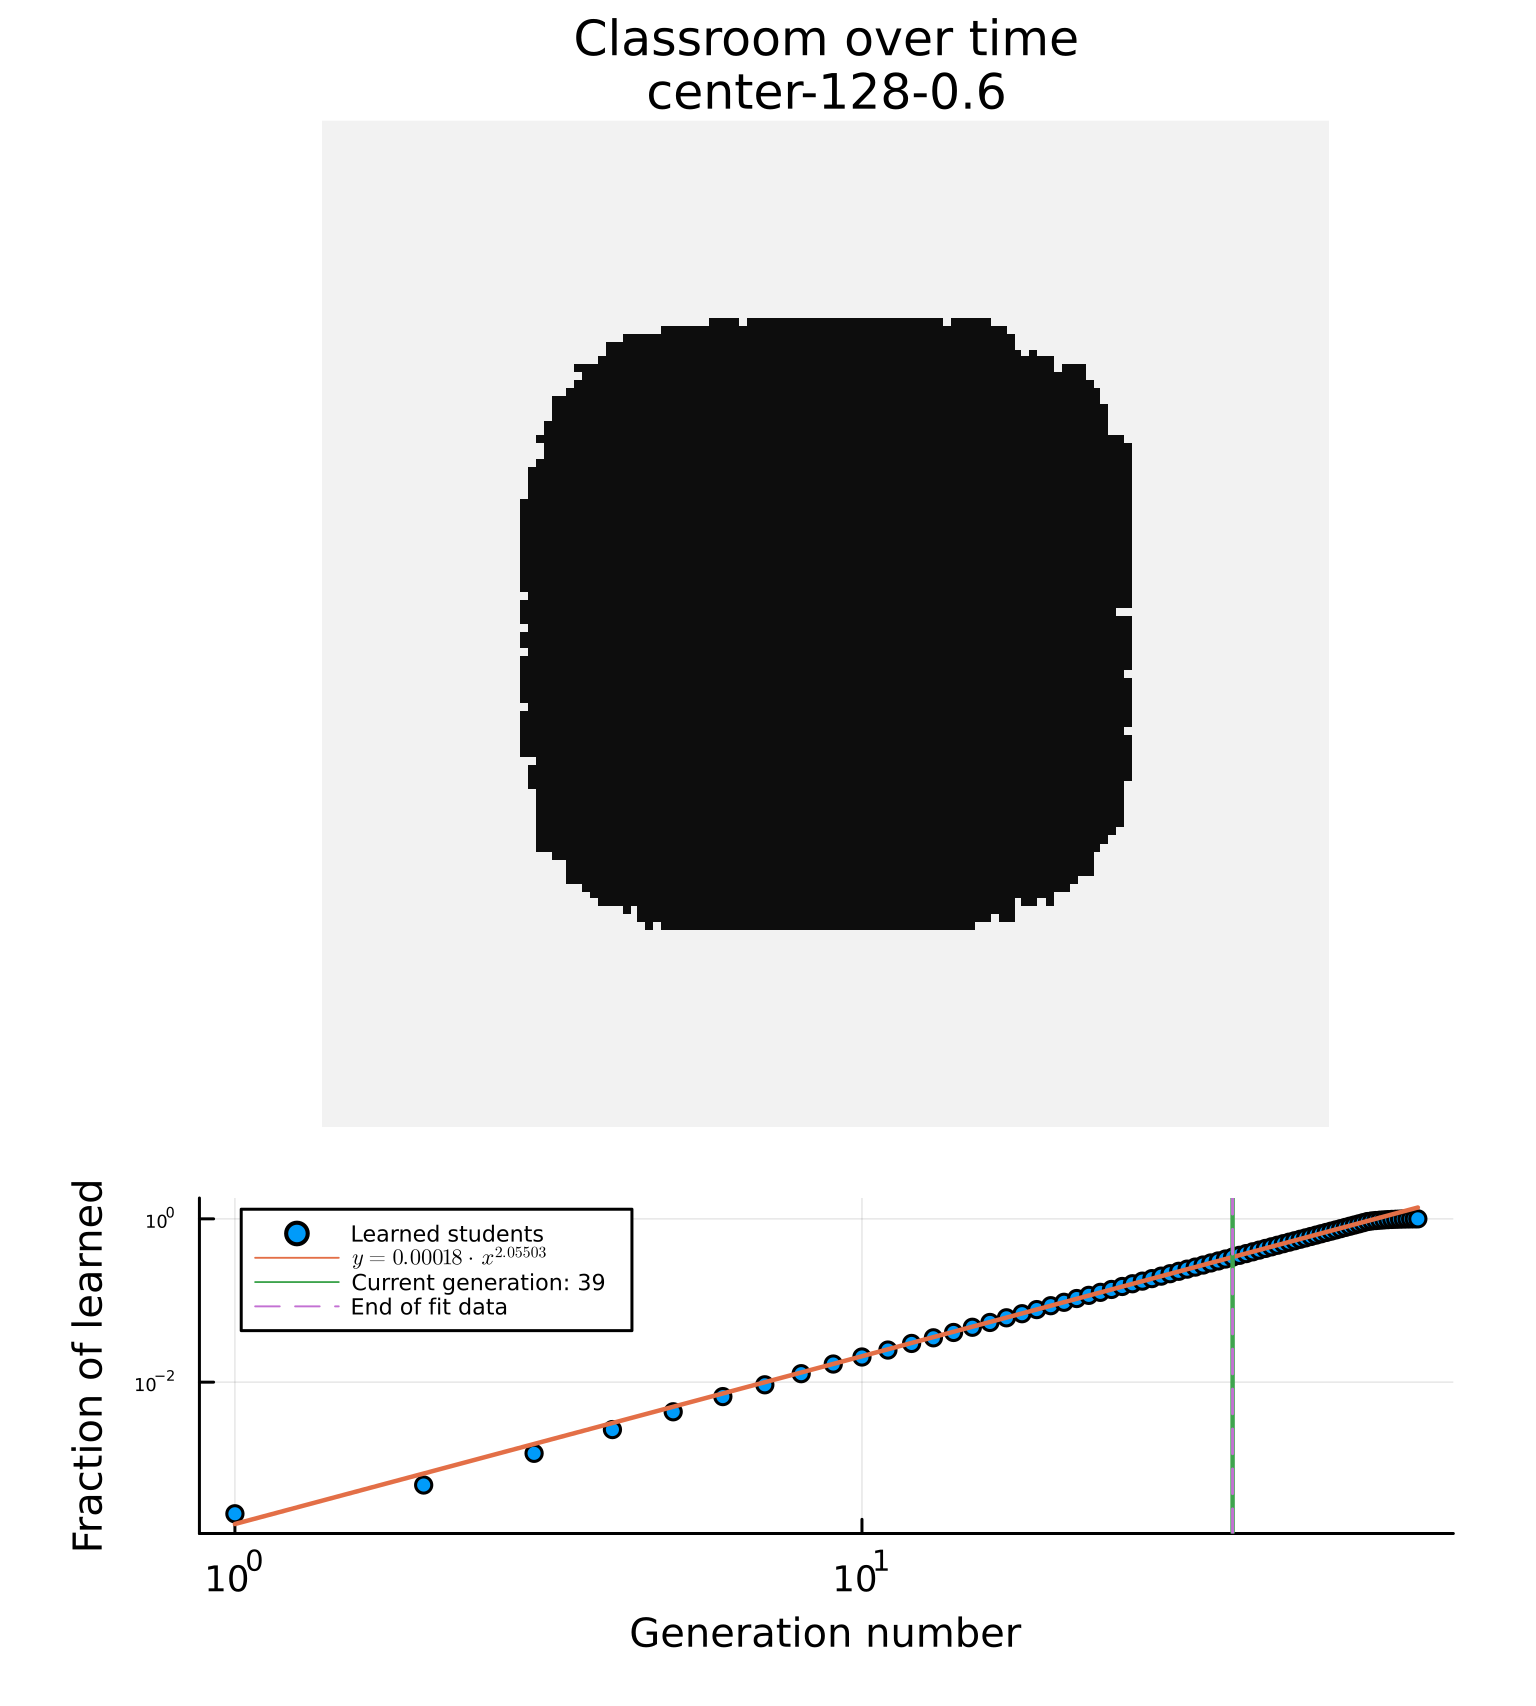 Classroom over time
center-128-0.6
Fraction of learned
10⁰
10⁻²
Learned students
y = 0.00018 · x^2.05503
Current generation: 39
End of fit data
10⁰
10¹
Generation number